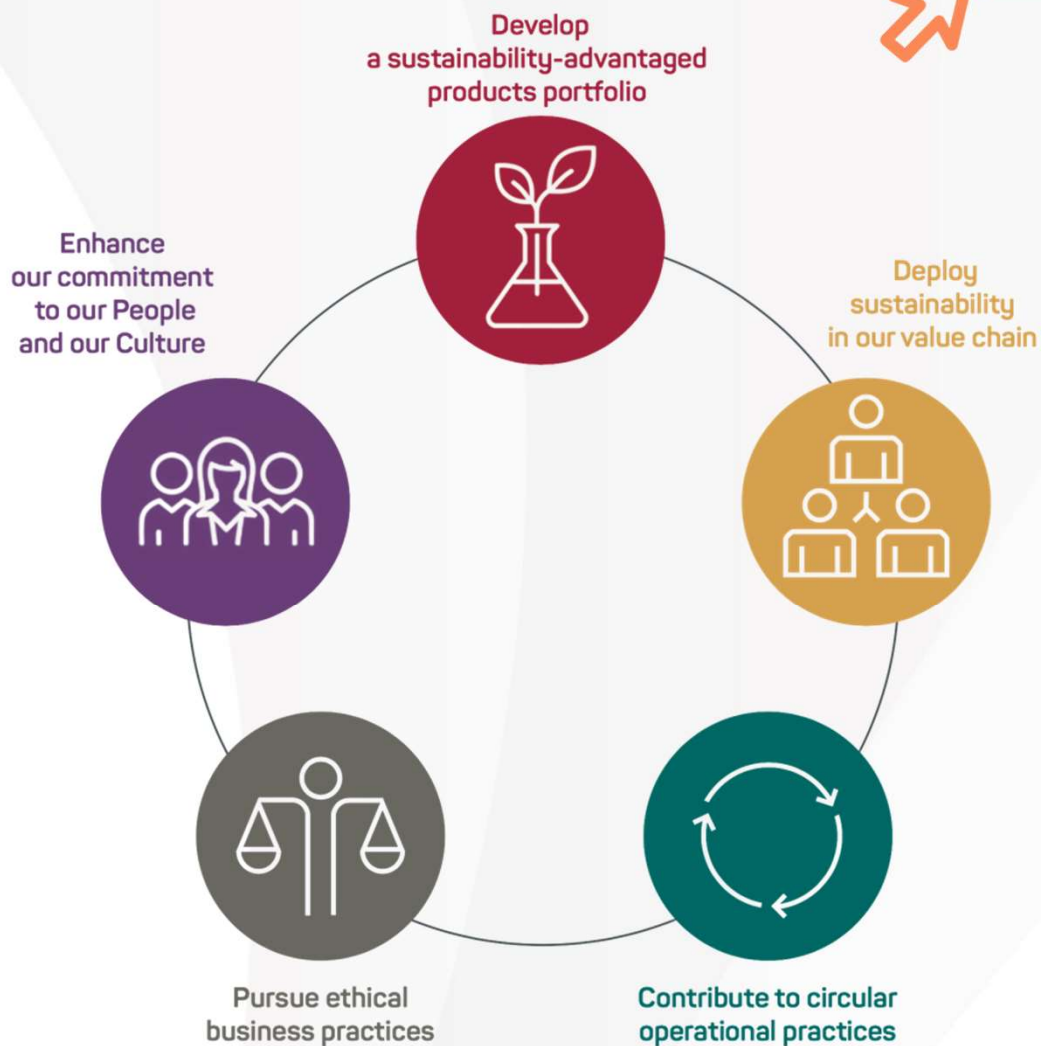 Develop
a sustainability-advantaged
products portfolio
Enhance
our commitment
to our People
and our Culture
Deploy
sustainability
in our value chain
Pursue ethical
business practices
Contribute to circular
operational practices